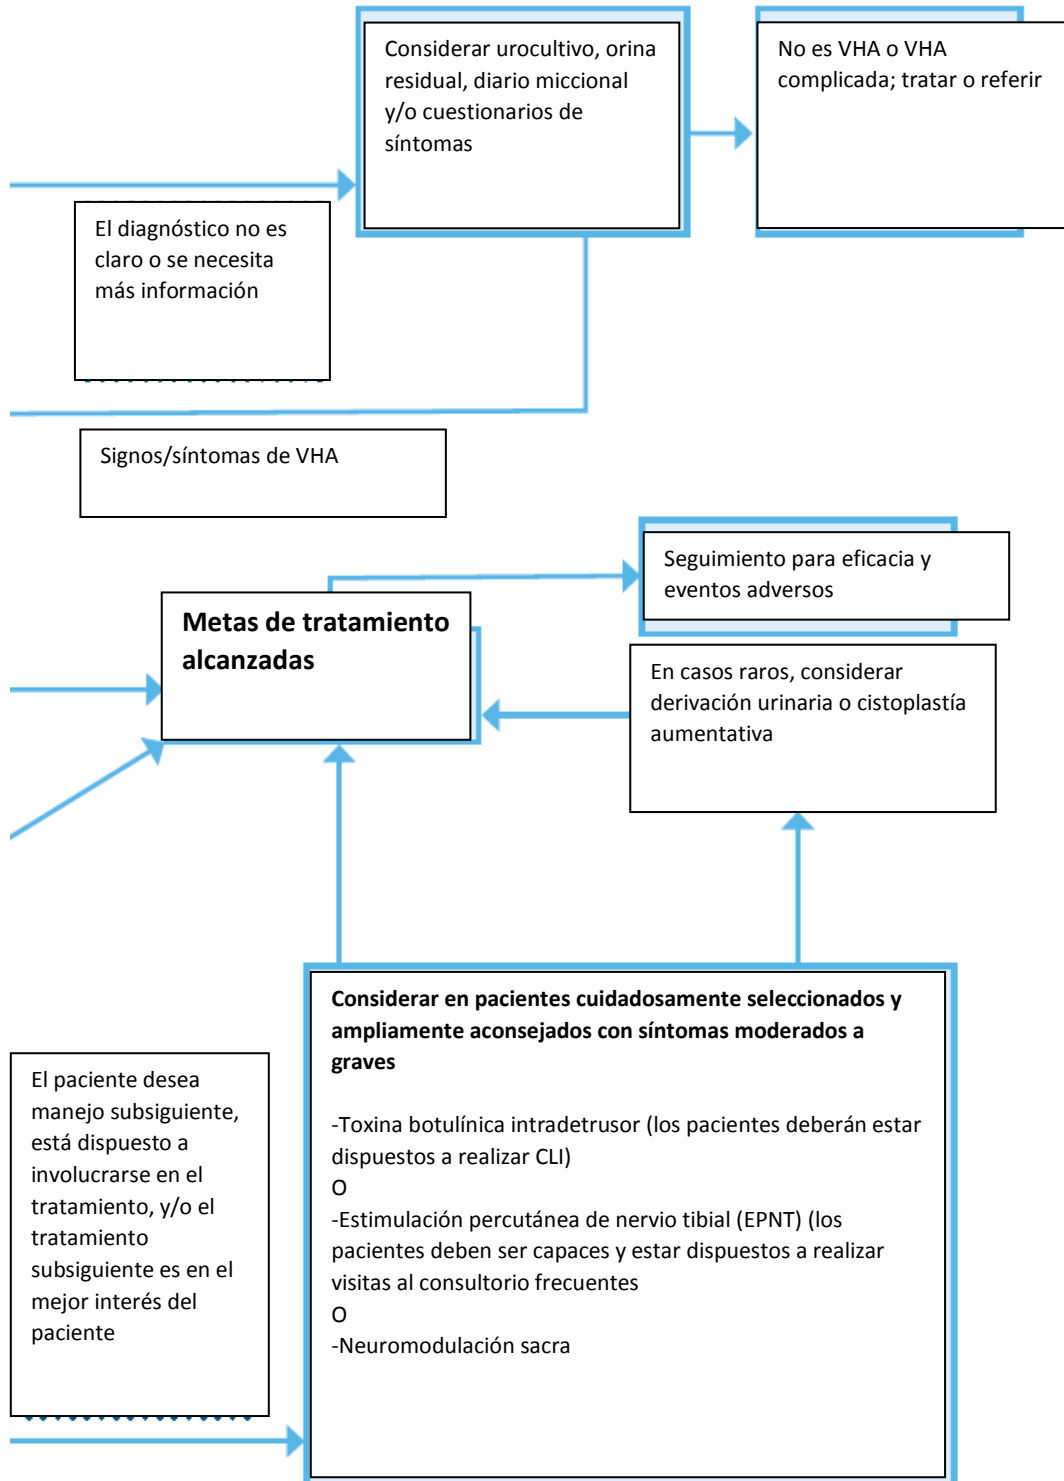 Considerar urocultivo, orina
residual, diario miccional
y/o cuestionarios de
síntomas
No es VHA o VHA
complicada; tratar o referir
El diagnóstico no es
claro o se necesita
más información
Signos/síntomas de VHA
Seguimiento para eficacia y
eventos adversos
Metas de tratamiento
alcanzadas
En casos raros, considerar
derivación urinaria o cistoplastía
aumentativa
Considerar en pacientes cuidadosamente seleccionados y
ampliamente aconsejados con síntomas moderados a
graves
-Toxina botulínica intradetrusor (los pacientes deberán estar
dispuestos a realizar CLI)
O
-Estimulación percutánea de nervio tibial (EPNT) (los
pacientes deben ser capaces y estar dispuestos a realizar
visitas al consultorio frecuentes
O
-Neuromodulación sacra
El paciente desea
manejo subsiguiente,
está dispuesto a
involucrarse en el
tratamiento, y/o el
tratamiento
subsiguiente es en el
mejor interés del
paciente